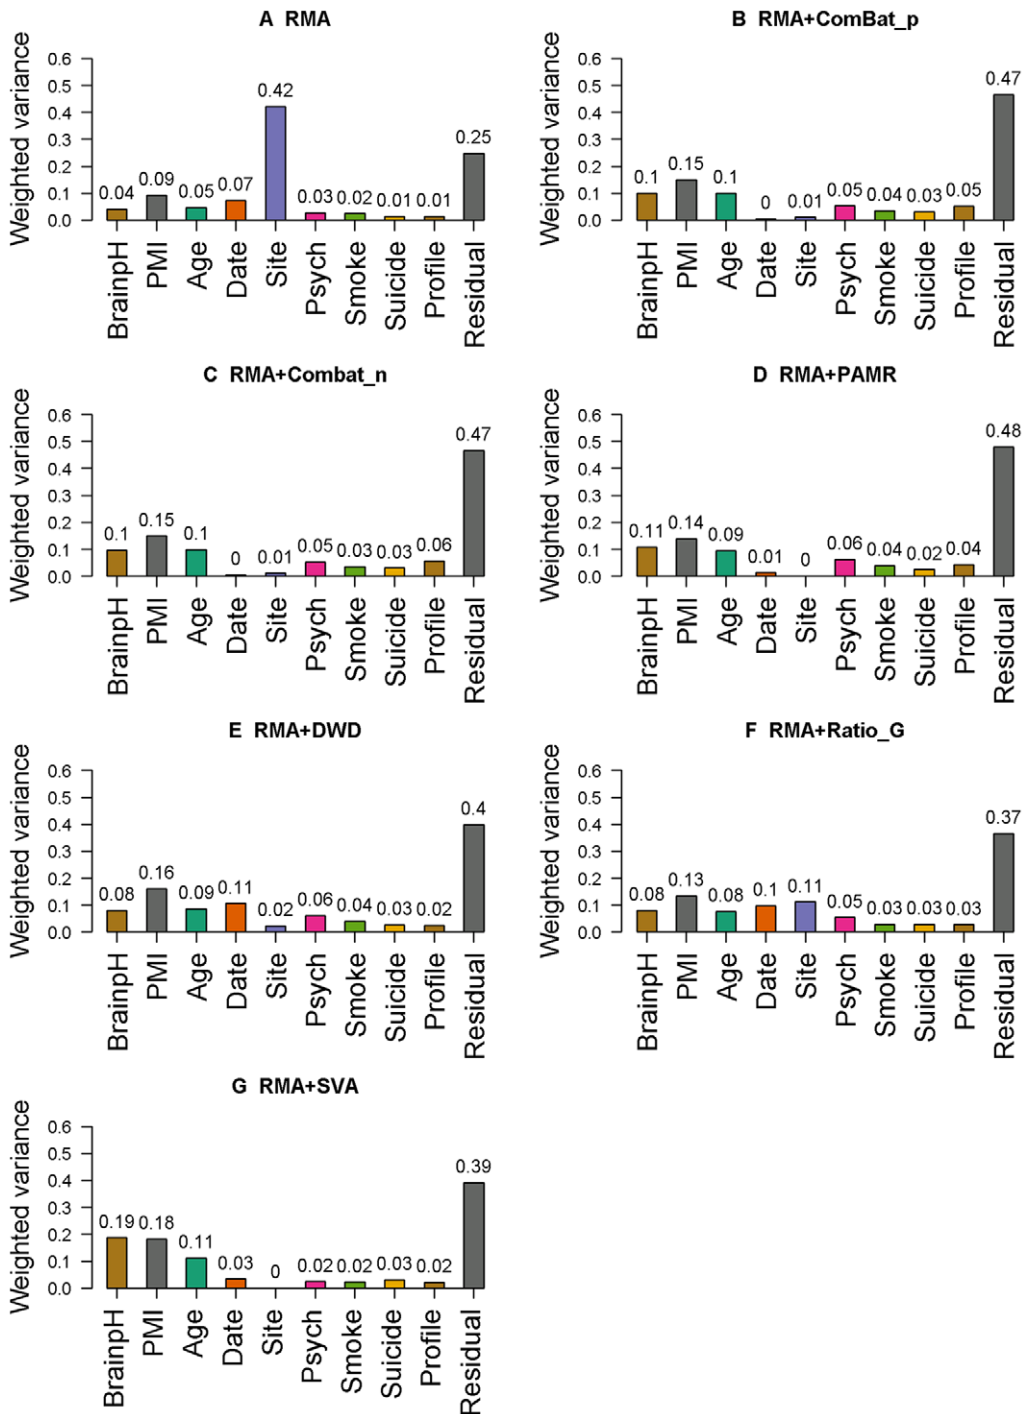 A RMA
Weighted variance
0.6
0.5
0.4
0.3
0.2
0.1
0.0
0.04 0.09 0.05 0.07 0.42 0.03 0.02 0.01 0.01 0.25
BrainpH PMI Age Date Site Psych Smoke Suicide Profile Residual
B RMA+ComBat_p
Weighted variance
0.6
0.5
0.4
0.3
0.2
0.1
0.0
0.1 0.15 0.1 0 0.01 0.05 0.04 0.03 0.05 0.47
BrainpH PMI Age Date Site Psych Smoke Suicide Profile Residual
C RMA+Combat_n
Weighted variance
0.6
0.5
0.4
0.3
0.2
0.1
0.0
0.1 0.15 0.1 0 0.01 0.05 0.03 0.03 0.06 0.47
BrainpH PMI Age Date Site Psych Smoke Suicide Profile Residual
D RMA+PAMR
Weighted variance
0.6
0.5
0.4
0.3
0.2
0.1
0.0
0.11 0.14 0.09 0.01 0 0.06 0.04 0.02 0.04 0.48
BrainpH PMI Age Date Site Psych Smoke Suicide Profile Residual
E RMA+DWD
Weighted variance
0.6
0.5
0.4
0.3
0.2
0.1
0.0
0.08 0.16 0.09 0.11 0.02 0.06 0.04 0.03 0.02 0.4
BrainpH PMI Age Date Site Psych Smoke Suicide Profile Residual
F RMA+Ratio_G
Weighted variance
0.6
0.5
0.4
0.3
0.2
0.1
0.0
0.08 0.13 0.08 0.1 0.11 0.05 0.03 0.03 0.03 0.37
BrainpH PMI Age Date Site Psych Smoke Suicide Profile Residual
G RMA+SVA
Weighted variance
0.6
0.5
0.4
0.3
0.2
0.1
0.0
0.19 0.18 0.11 0.03 0 0.02 0.02 0.03 0.02 0.39
BrainpH PMI Age Date Site Psych Smoke Suicide Profile Residual